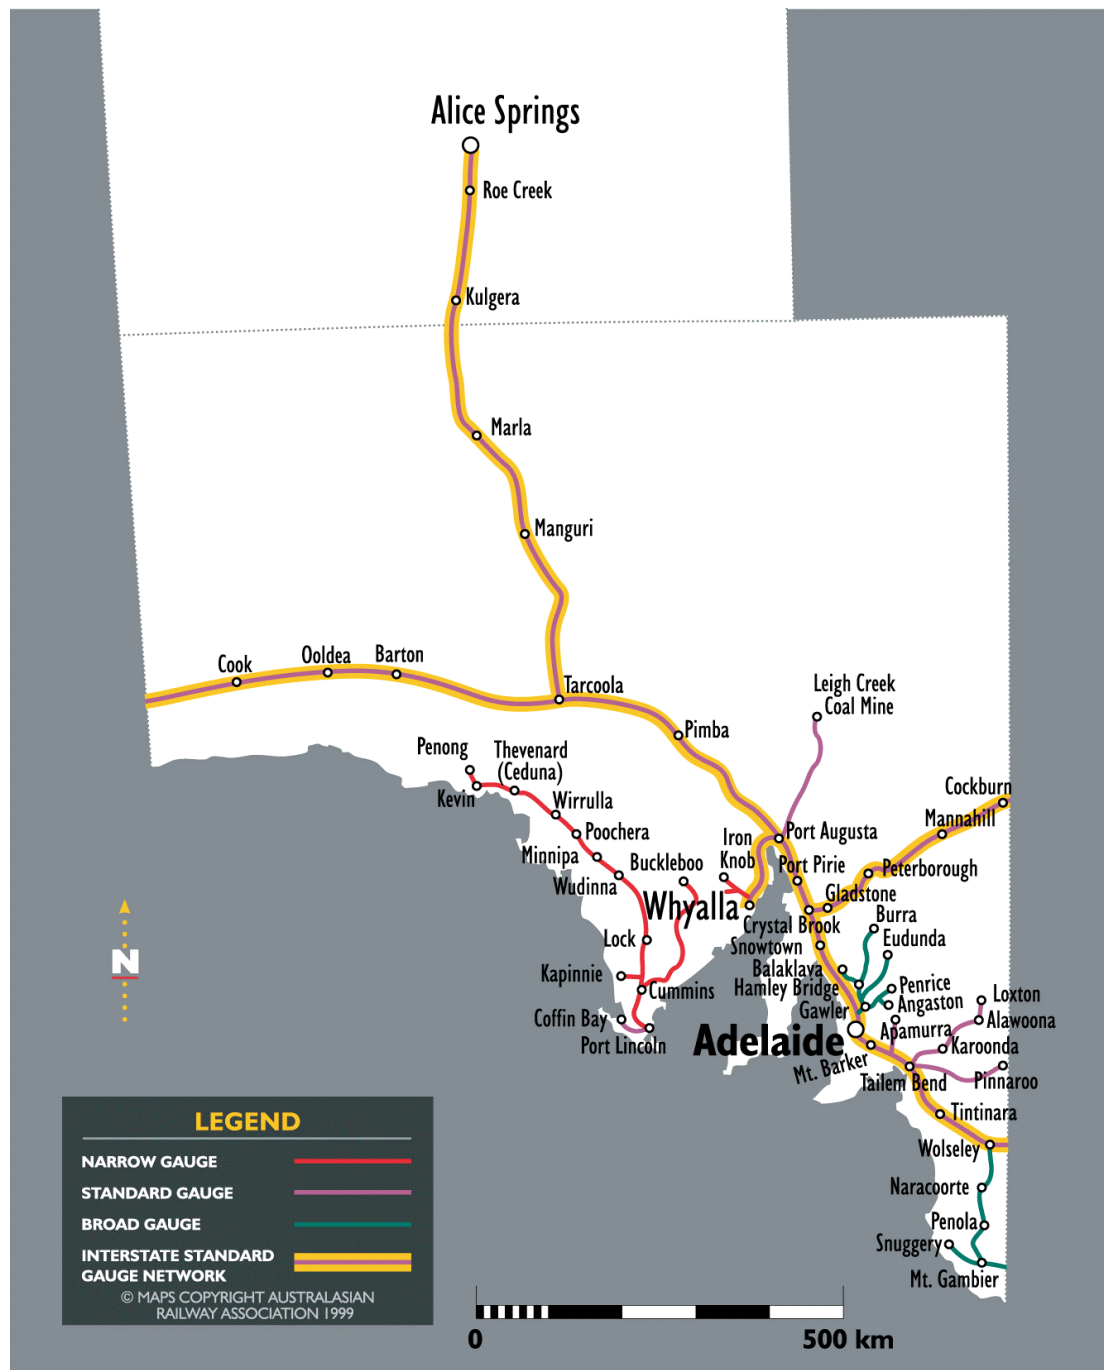 Alice Springs
Roe Creek
Kulgera
Marla
Manguri
Cook
Ooldea
Barton
Tarcoola
Pimba
Leigh Creek
Coal Mine
Penong
Thevenard
(Ceduna)
Kevin
Wirrulla
Poochera
Minnipa
Wudinna
Buckleboo
Iron
Knob
Port Augusta
Cockburn
Mannahill
Port Pirie
Peterborough
Whyalla
Gladstone
Crystal Brook
Burra
Snowtown
Eudunda
Lock
Balaklava
Kapinnie
Hamley Bridge
Penrice
Cummins
Angaston
Loxton
Gawler
Coffin Bay
Apamurra
Alawoona
Port Lincoln
Adelaide
Karoonda
Mt. Barker
Tailem Bend
Pinnaroo
Tintinara
Wolseley
Naracoorte
Penola
Snuggery
Mt. Gambier
N
LEGEND
NARROW GAUGE
STANDARD GAUGE
BROAD GAUGE
INTERSTATE STANDARD
GAUGE NETWORK
© MAPS COPYRIGHT AUSTRALASIAN
RAILWAY ASSOCIATION 1999
0 500 km